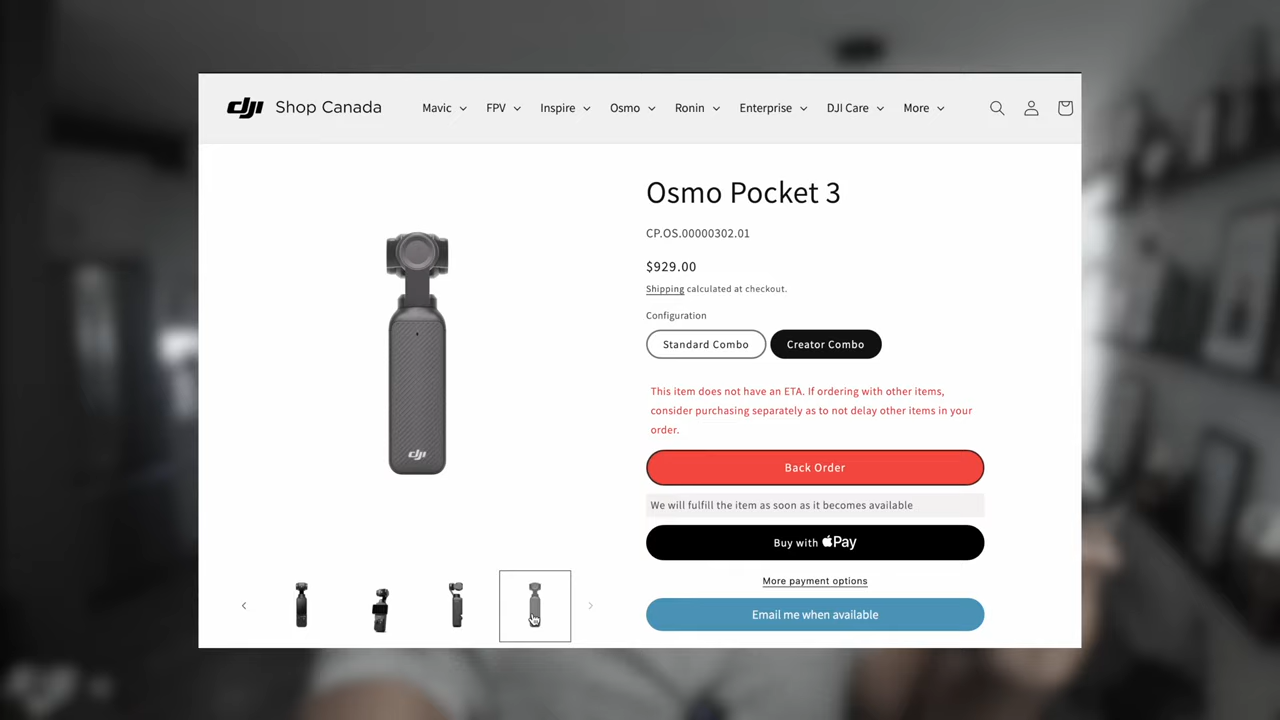 dji Shop Canada
Mavic FPV Inspire Osmo Ronin Enterprise DJI Care More
Osmo Pocket 3
CP.OS.00000302.01
$929.00
Shipping calculated at checkout.
Configuration
Standard Combo Creator Combo
This item does not have an ETA. If ordering with other items,
consider purchasing separately as to not delay other items in your
order.
Back Order
We will fulfill the item as soon as it becomes available
Buy with Pay
More payment options
Email me when available
dji